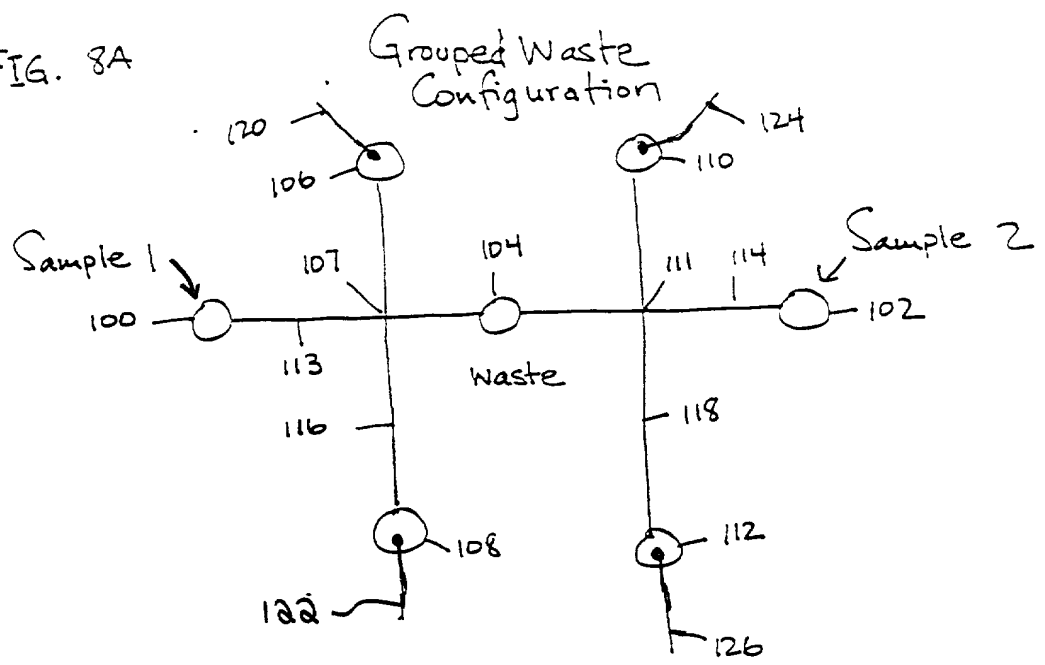 FIG. 8A
Grouped Waste
Configuration
120
124
106
110
Sample 1
107
104
111
114
Sample 2
100
102
113
waste
116
118
108
112
122
126